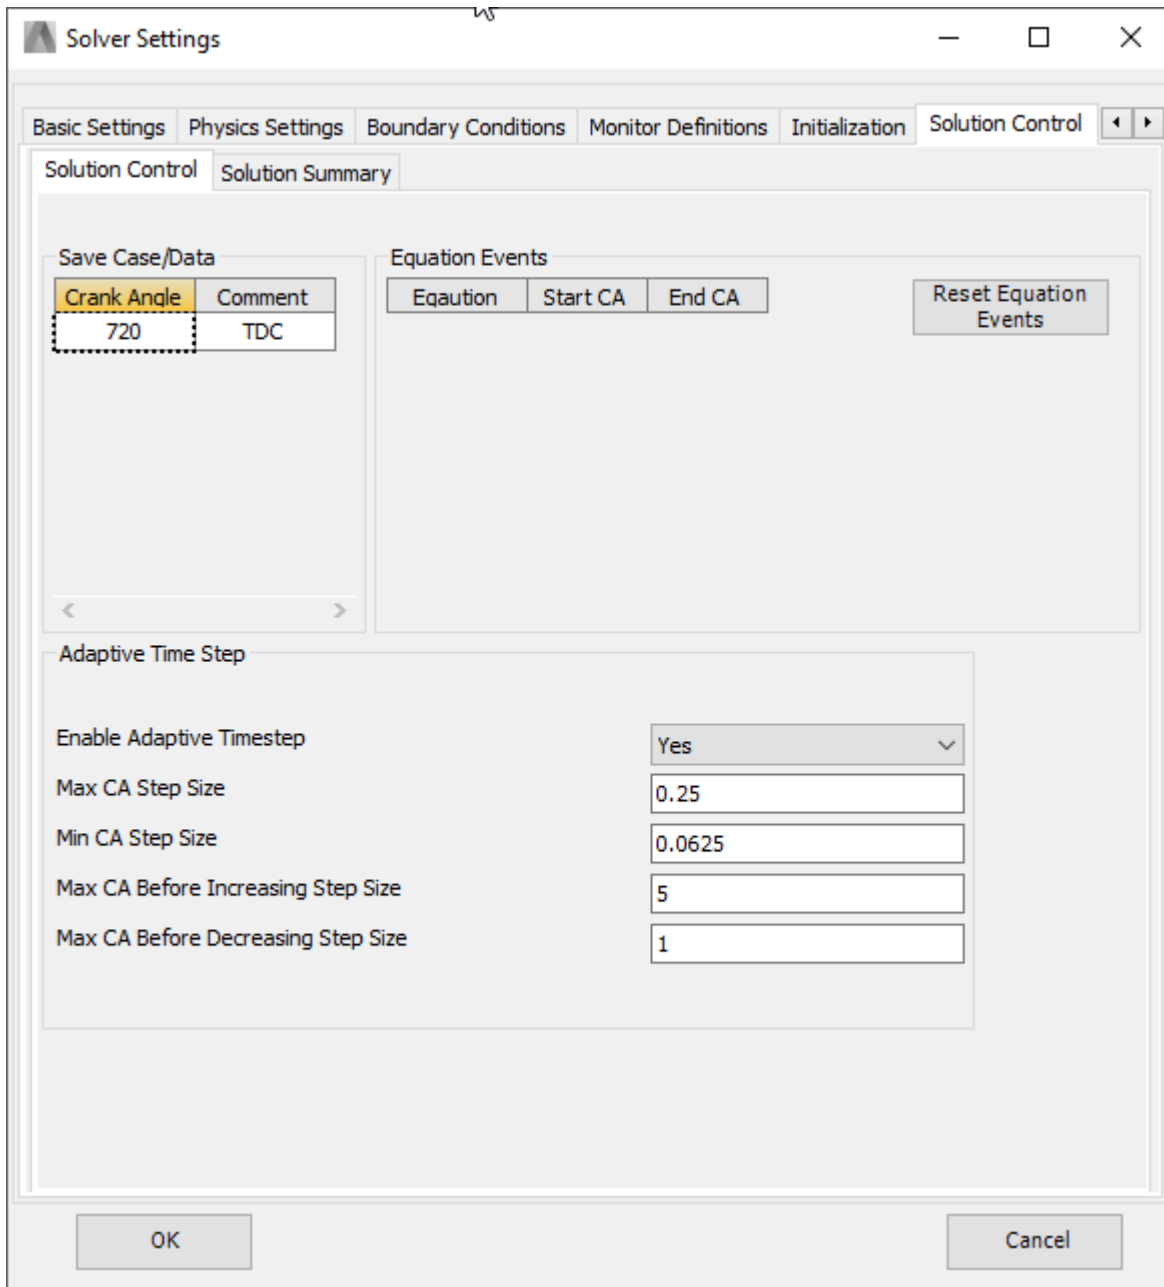 Solver Settings
Basic Settings Physics Settings Boundary Conditions Monitor Definitions Initialization Solution Control
Solution Control Solution Summary
Save Case/Data Equation Events
Crank Angle Comment Eqaution Start CA End CA Reset Equation
Events
720 TDC
Adaptive Time Step
Enable Adaptive Timestep Yes
Max CA Step Size 0.25
Min CA Step Size 0.0625
Max CA Before Increasing Step Size 5
Max CA Before Decreasing Step Size 1
OK Cancel